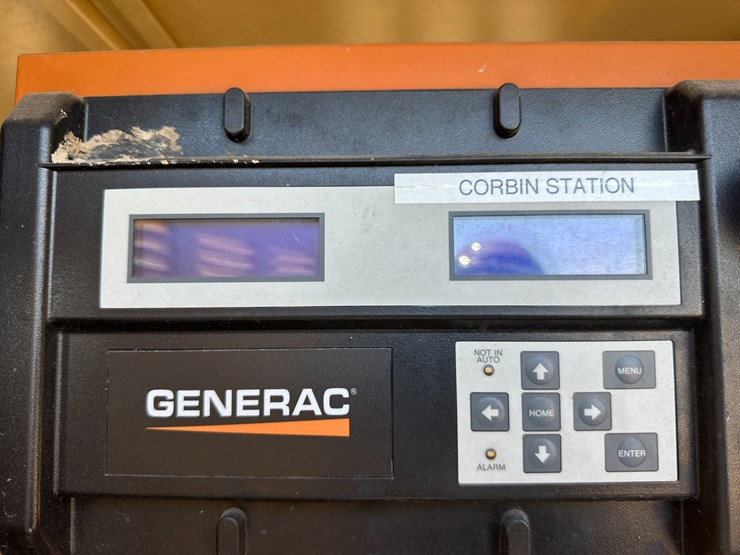 CORBIN STATION
GENERAC®
NOT IN
AUTO
MENU
HOME
ENTER
ALARM